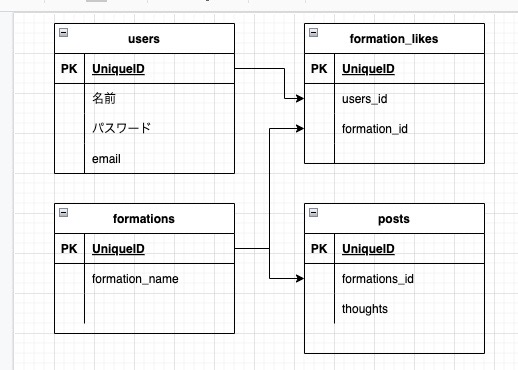 users
PK UniqueID
名前
パスワード
email
formation_likes
PK UniqueID
users_id
formation_id
formations
PK UniqueID
formation_name
posts
PK UniqueID
formations_id
thoughts